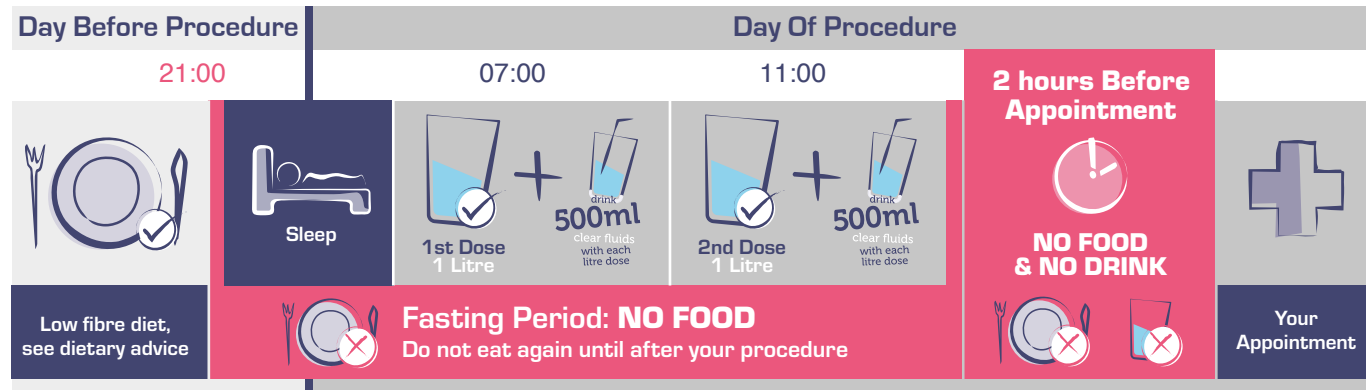 Day Before Procedure
Day Of Procedure
21:00
07:00
11:00
2 hours Before
Appointment
Sleep
1st Dose
1 Litre
drink
500ml
clear fluids
with each
litre dose
2nd Dose
1 Litre
drink
500ml
clear fluids
with each
litre dose
NO FOOD
& NO DRINK
Low fibre diet,
see dietary advice
Fasting Period: NO FOOD
Do not eat again until after your procedure
Your
Appointment